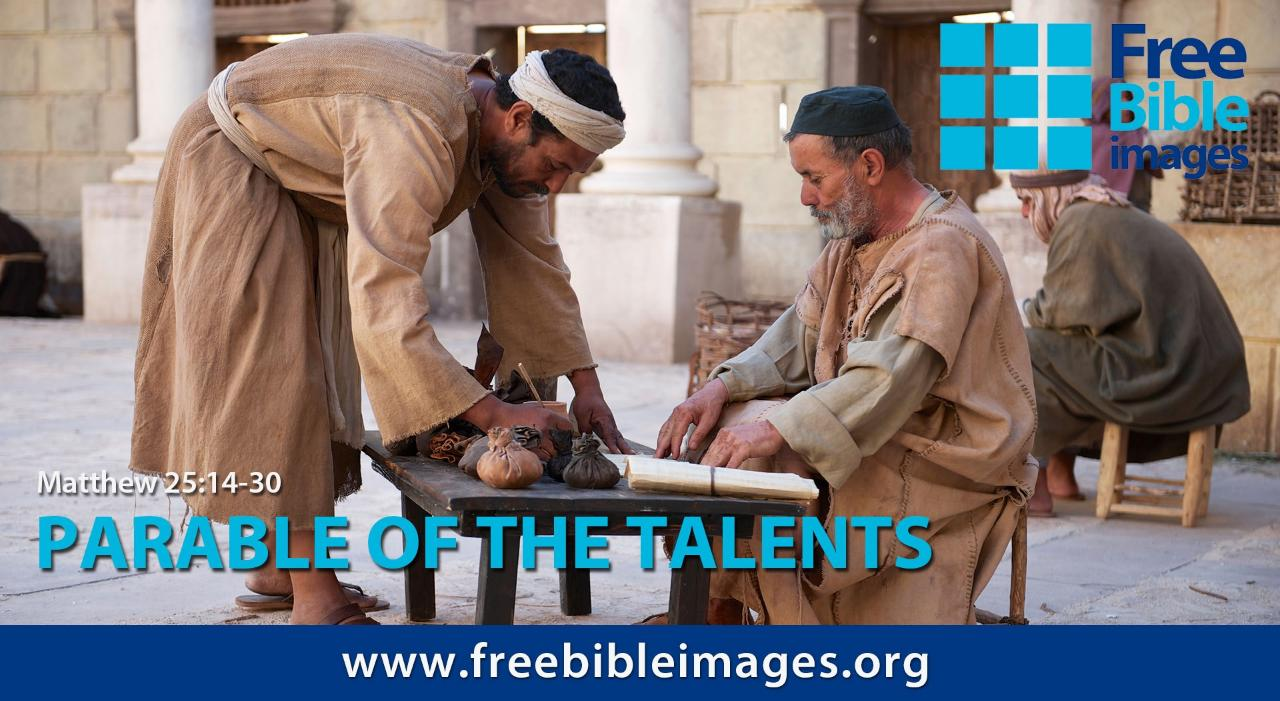 Free
Bible
images
Matthew 25:14-30
PARABLE OF THE TALENTS
www.freebibleimages.org